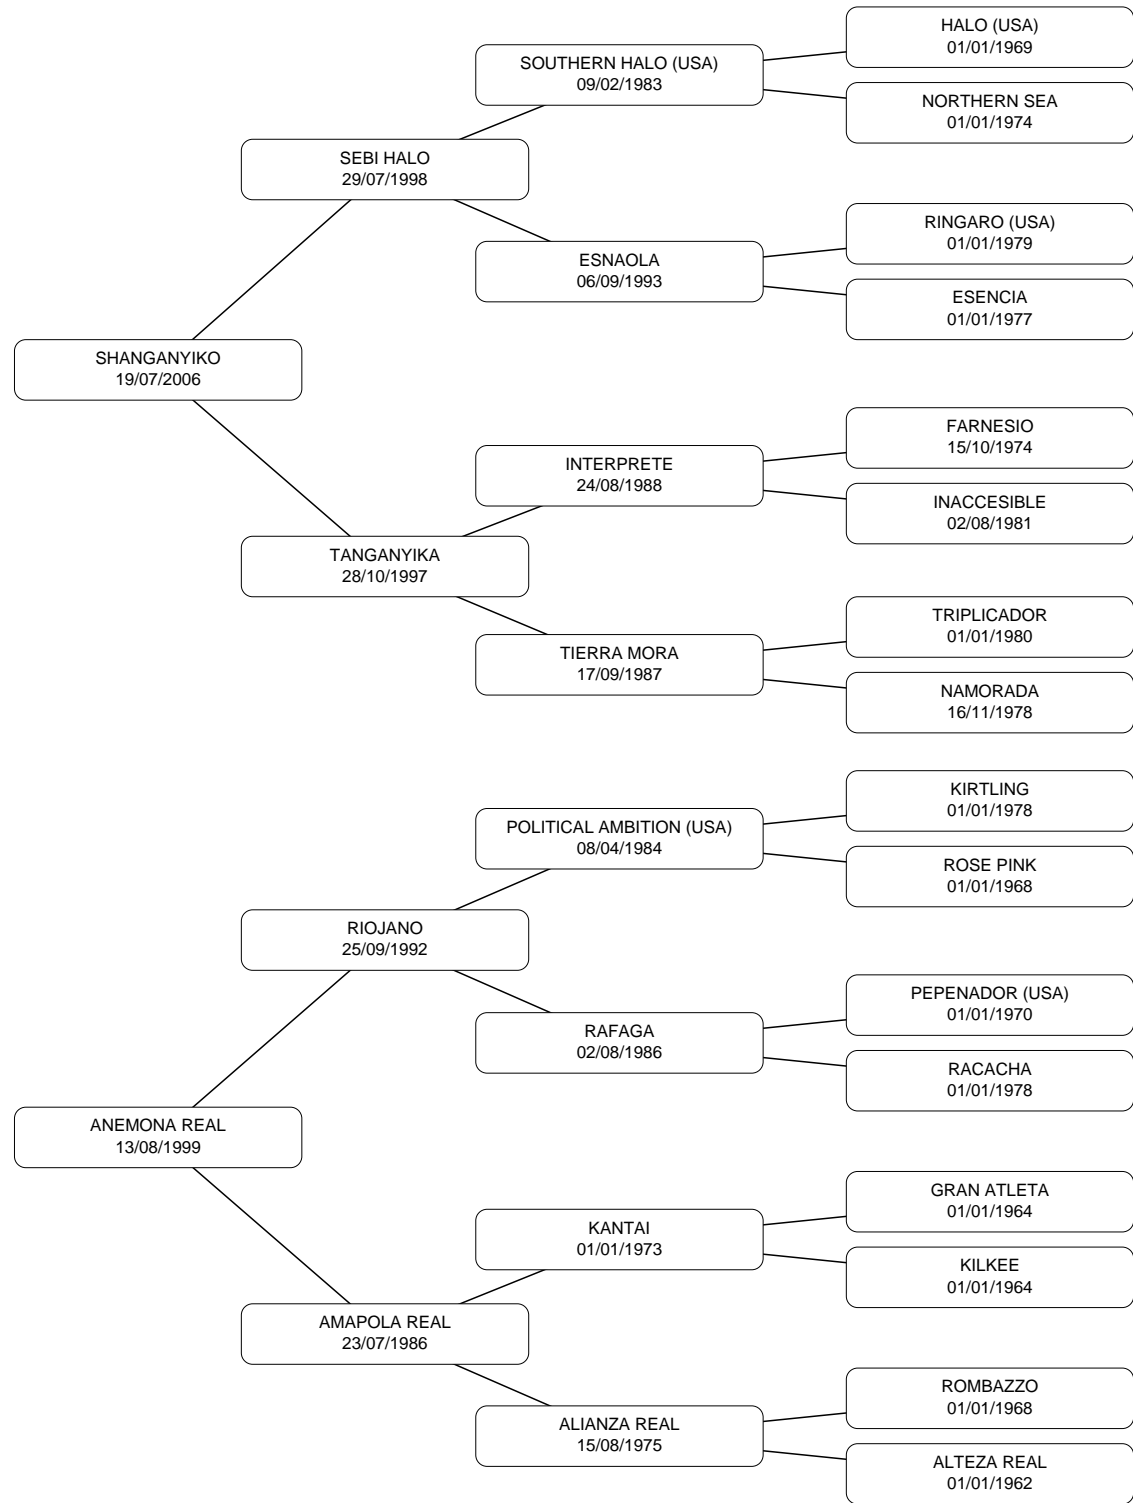 HALO (USA)
01/01/1969
SOUTHERN HALO (USA)
09/02/1983
NORTHERN SEA
01/01/1974
SEBI HALO
29/07/1998
RINGARO (USA)
01/01/1979
ESNAOLA
06/09/1993
ESENCIA
01/01/1977
SHANGANYIKO
19/07/2006
FARNESIO
15/10/1974
INTERPRETE
24/08/1988
INACCESIBLE
02/08/1981
TANGANYIKA
28/10/1997
TRIPLICADOR
01/01/1980
TIERRA MORA
17/09/1987
NAMORADA
16/11/1978
KIRTLING
01/01/1978
POLITICAL AMBITION (USA)
08/04/1984
ROSE PINK
01/01/1968
RIOJANO
25/09/1992
PEPENADOR (USA)
01/01/1970
RAFAGA
02/08/1986
RACACHA
01/01/1978
ANEMONA REAL
13/08/1999
GRAN ATLETA
01/01/1964
KANTAI
01/01/1973
KILKEE
01/01/1964
AMAPOLA REAL
23/07/1986
ROMBAZZO
01/01/1968
ALIANZA REAL
15/08/1975
ALTEZA REAL
01/01/1962